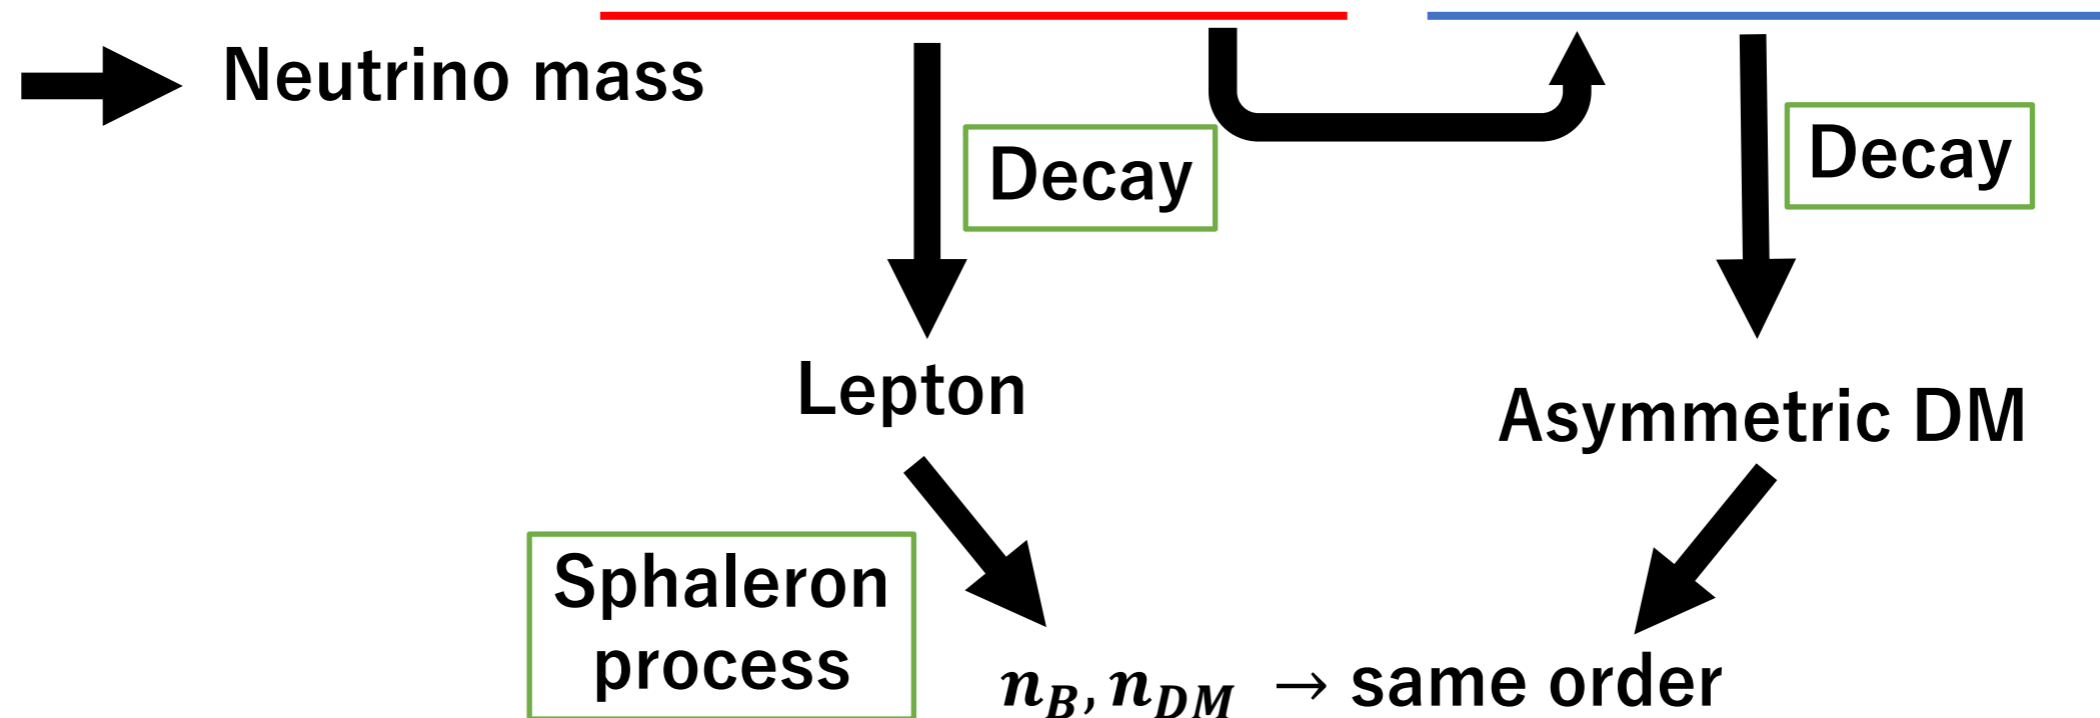 Neutrino mass
Decay
Decay
Lepton
Asymmetric DM
Sphaleron
process
n_B, n_DM → same order